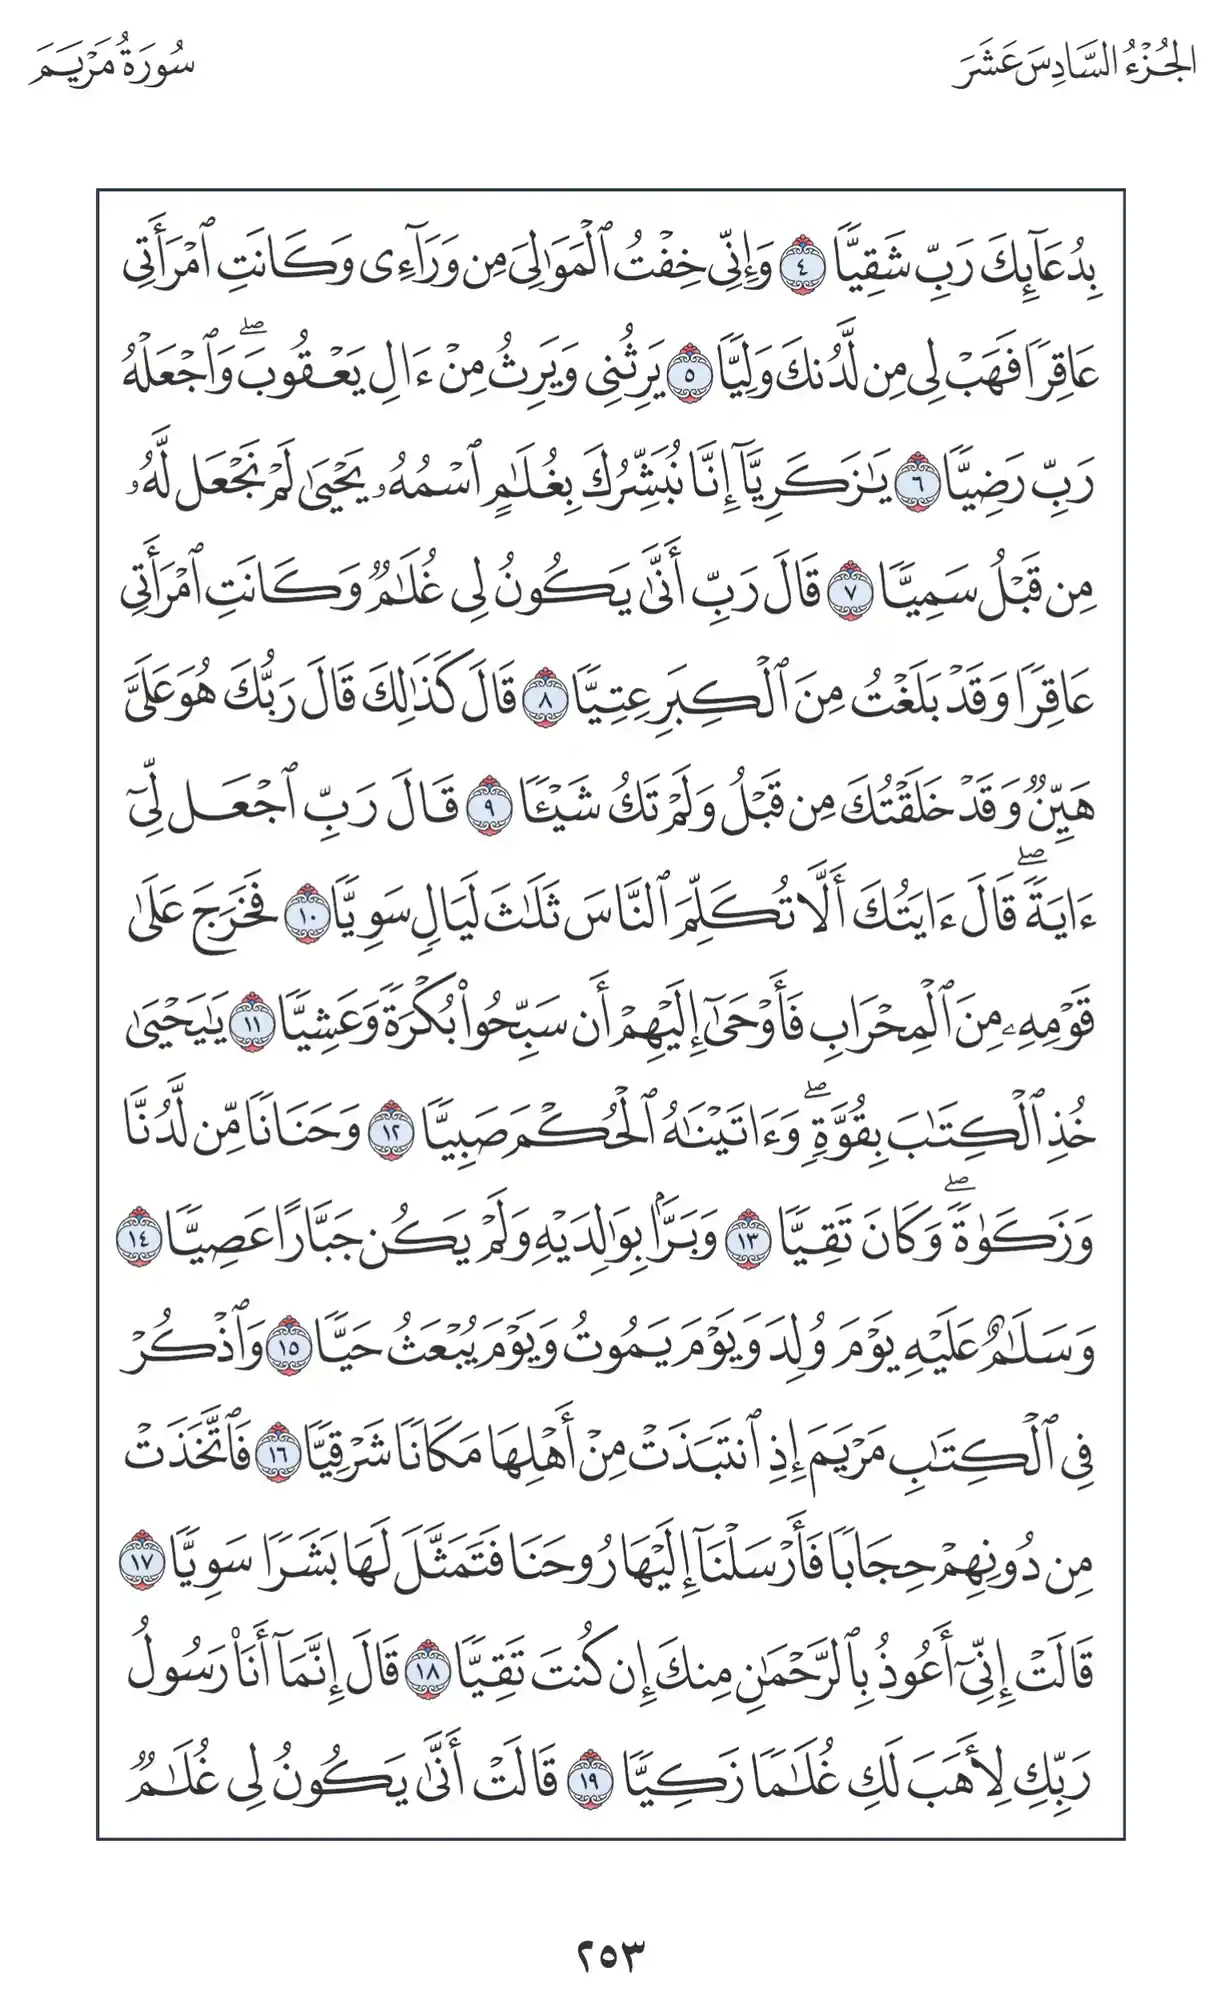 الجُزْءُ السَّادِسَ عَشَرَ
سُورَةُ مَرْيَمَ
بِدُعَآئِكَ رَبِّ شَقِيًّا ٤ وَإِنِّى خِفْتُ ٱلْمَوَٰلِىَ مِن وَرَآءِى وَكَانَتِ ٱمْرَأَتِى
عَاقِرًا فَهَبْ لِى مِن لَّدُنكَ وَلِيًّا ٥ يَرِثُنِى وَيَرِثُ مِنْ ءَالِ يَعْقُوبَ ۖ وَٱجْعَلْهُ
رَبِّ رَضِيًّا ٦ يَٰزَكَرِيَّآ إِنَّا نُبَشِّرُكَ بِغُلَٰمٍ ٱسْمُهُۥ يَحْيَىٰ لَمْ نَجْعَل لَّهُۥ
مِن قَبْلُ سَمِيًّا ٧ قَالَ رَبِّ أَنَّىٰ يَكُونُ لِى غُلَٰمٌ وَكَانَتِ ٱمْرَأَتِى
عَاقِرًا وَقَدْ بَلَغْتُ مِنَ ٱلْكِبَرِ عِتِيًّا ٨ قَالَ كَذَٰلِكَ قَالَ رَبُّكَ هُوَ عَلَىَّ
هَيِّنٌ وَقَدْ خَلَقْتُكَ مِن قَبْلُ وَلَمْ تَكُ شَيْـًٔا ٩ قَالَ رَبِّ ٱجْعَل لِّىٓ
ءَايَةً ۖ قَالَ ءَايَتُكَ أَلَّا تُكَلِّمَ ٱلنَّاسَ ثَلَٰثَ لَيَالٍ سَوِيًّا ١٠ فَخَرَجَ عَلَىٰ
قَوْمِهِۦ مِنَ ٱلْمِحْرَابِ فَأَوْحَىٰٓ إِلَيْهِمْ أَن سَبِّحُوا۟ بُكْرَةً وَعَشِيًّا ١١ يَٰيَحْيَىٰ
خُذِ ٱلْكِتَٰبَ بِقُوَّةٍ ۖ وَءَاتَيْنَٰهُ ٱلْحُكْمَ صَبِيًّا ١٢ وَحَنَانًا مِّن لَّدُنَّا
وَزَكَوٰةً ۖ وَكَانَ تَقِيًّا ١٣ وَبَرًّۢا بِوَٰلِدَيْهِ وَلَمْ يَكُن جَبَّارًا عَصِيًّا ١٤
وَسَلَٰمٌ عَلَيْهِ يَوْمَ وُلِدَ وَيَوْمَ يَمُوتُ وَيَوْمَ يُبْعَثُ حَيًّا ١٥ وَٱذْكُرْ
فِى ٱلْكِتَٰبِ مَرْيَمَ إِذِ ٱنتَبَذَتْ مِنْ أَهْلِهَا مَكَانًا شَرْقِيًّا ١٦ فَٱتَّخَذَتْ
مِن دُونِهِمْ حِجَابًا فَأَرْسَلْنَآ إِلَيْهَا رُوحَنَا فَتَمَثَّلَ لَهَا بَشَرًا سَوِيًّا ١٧
قَالَتْ إِنِّىٓ أَعُوذُ بِٱلرَّحْمَٰنِ مِنكَ إِن كُنتَ تَقِيًّا ١٨ قَالَ إِنَّمَآ أَنَا۠ رَسُولُ
رَبِّكِ لِأَهَبَ لَكِ غُلَٰمًا زَكِيًّا ١٩ قَالَتْ أَنَّىٰ يَكُونُ لِى غُلَٰمٌ
٢٥٣